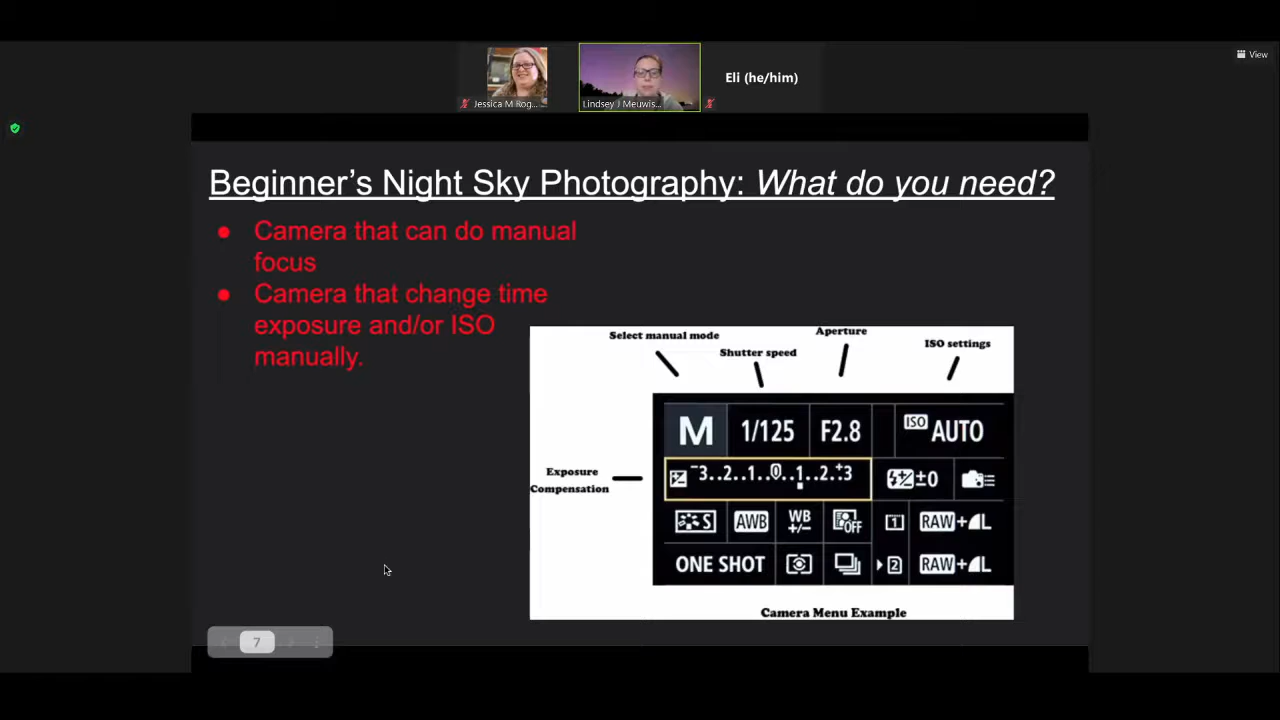 View
Eli (he/him)
Jessica M Rog...
Lindsey J Meuwis...
Beginner's Night Sky Photography: What do you need?
Camera that can do manual
focus
Camera that change time
exposure and/or ISO
manually.
Select manual mode
Shutter speed
Aperture
ISO settings
M 1/125 F2.8 ISO AUTO
Exposure
Compensation
-3..2..1..0..1..2.+3 ±0
S AWB WB +/- OFF 1 RAW+L
ONE SHOT 2 RAW+L
Camera Menu Example
7